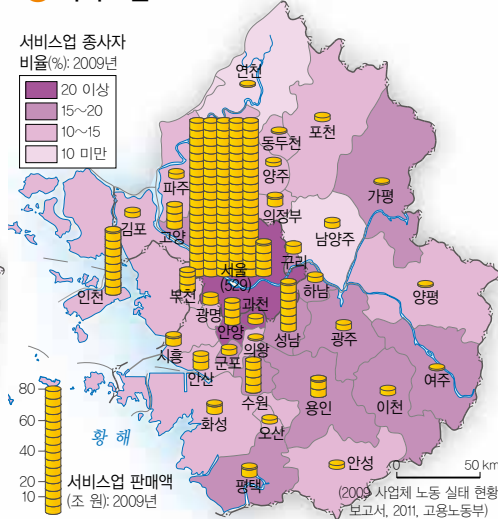 서비스업 종사자
비율(%): 2009년
20 이상
15~20
10~15
10 미만
연천
포천
동두천
양주
파주
가평
의정부
김포
고양
남양주
구리
서울
(529)
하남
인천
부천
양평
광명
과천
안양
성남
광주
시흥
의왕
군포
안산
여주
수원
용인
이천
화성
오산
황해
안성
평택
80
60
40
20
10
서비스업 판매액
(조 원): 2009년
0 50 km
(2009 사업체 노동 실태 현황
보고서, 2011, 고용노동부)